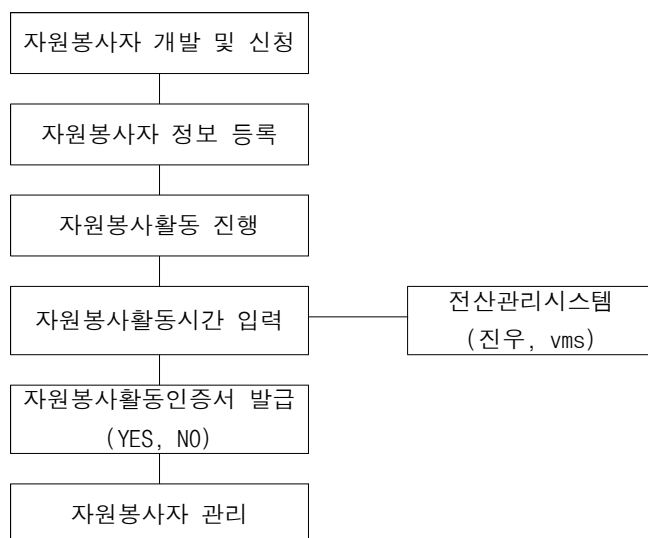 자원봉사자 개발 및 신청
자원봉사자 정보 등록
자원봉사활동 진행
자원봉사활동시간 입력
전산관리시스템
(진우, vms)
자원봉사활동인증서 발급
(YES, NO)
자원봉사자 관리